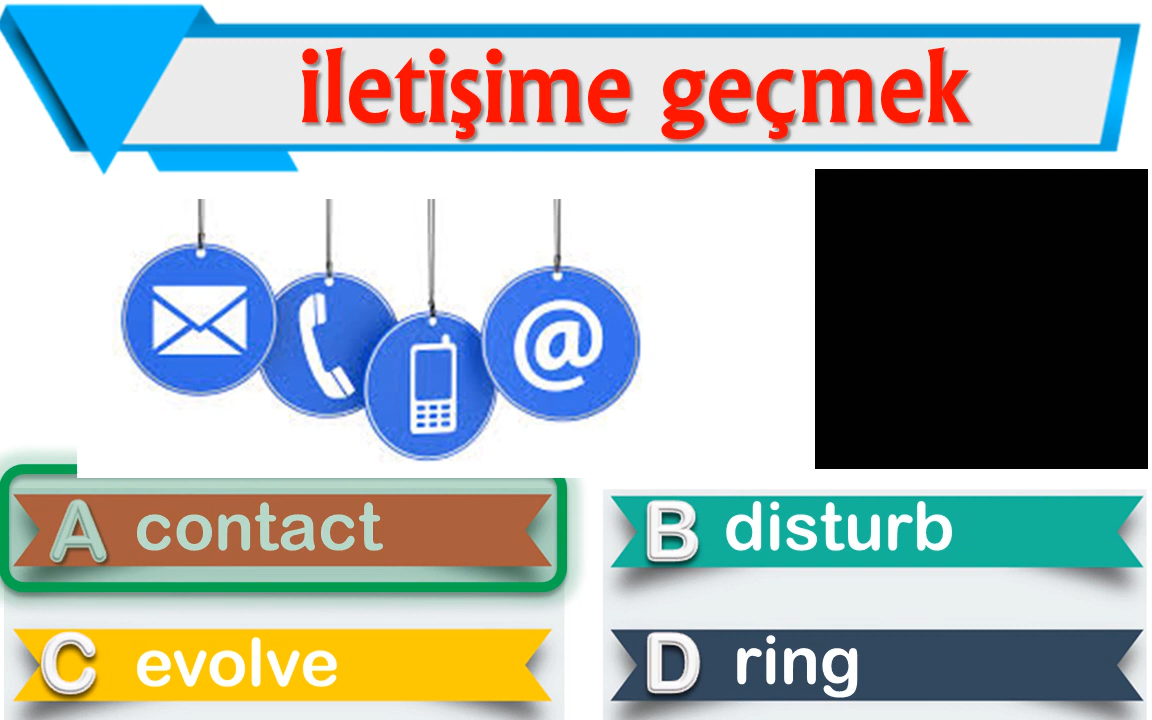 iletişime geçmek
@
A contact
B disturb
C evolve
D ring